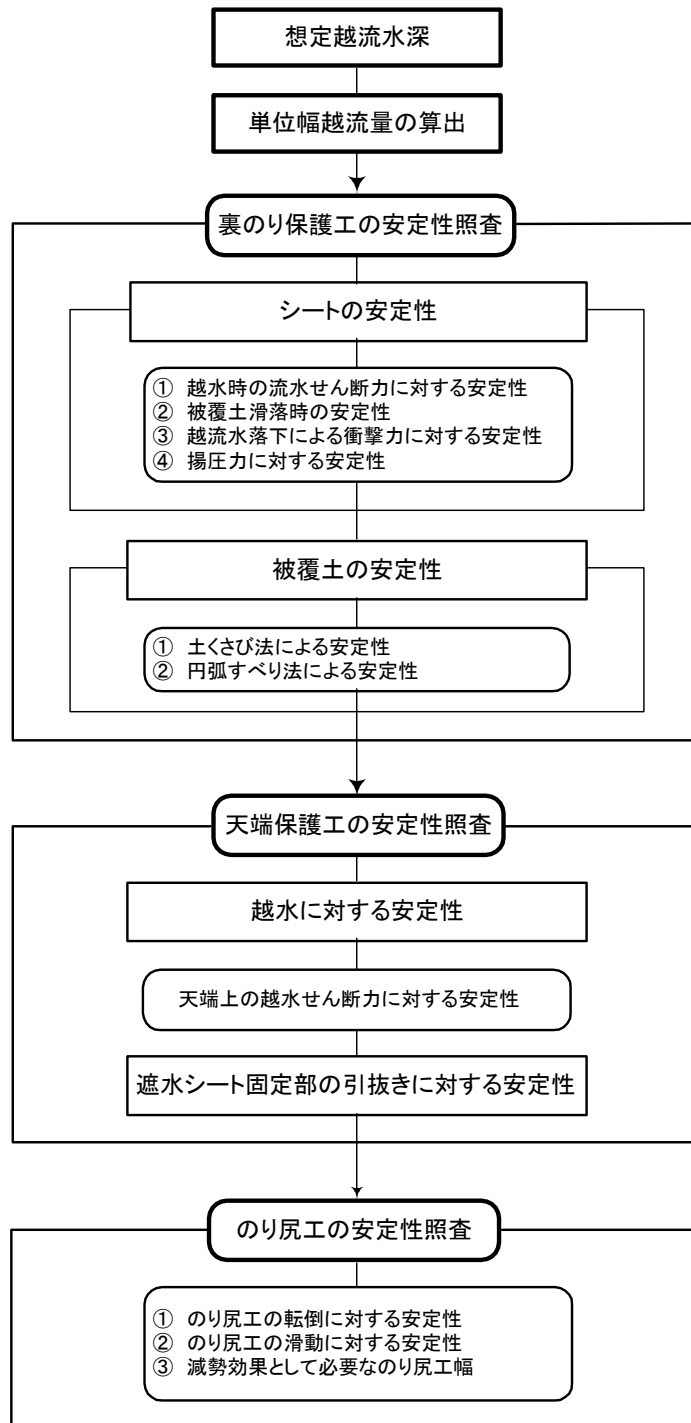 想定越流水深
単位幅越流量の算出
裏のり保護工の安定性照査
シートの安定性
① 越水時の流水せん断力に対する安定性
② 被覆土滑落時の安定性
③ 越流水落下による衝撃力に対する安定性
④ 揚圧力に対する安定性
被覆土の安定性
① 土くさび法による安定性
② 円弧すべり法による安定性
天端保護工の安定性照査
越水に対する安定性
天端上の越水せん断力に対する安定性
遮水シート固定部の引抜きに対する安定性
のり尻工の安定性照査
① のり尻工の転倒に対する安定性
② のり尻工の滑動に対する安定性
③ 減勢効果として必要なのり尻工幅